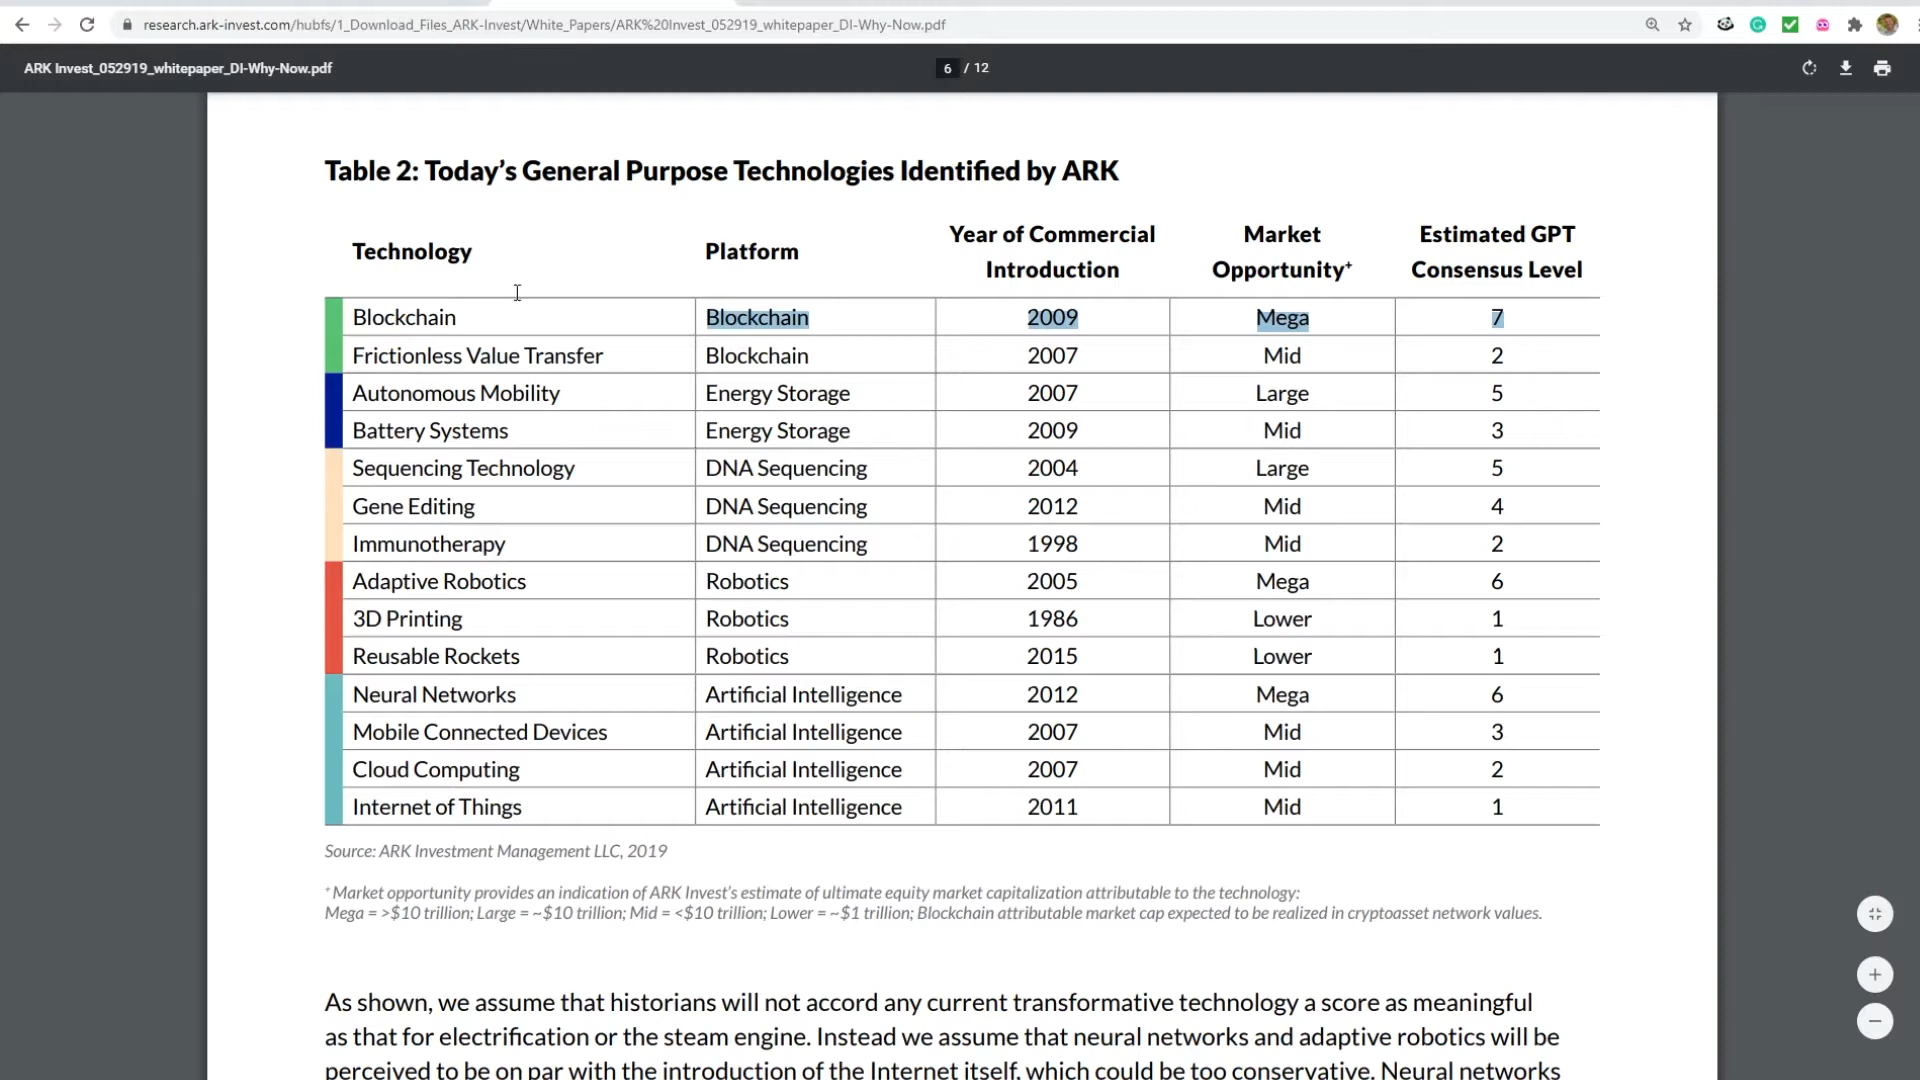 research.ark-invest.com/hubfs/1_Download_Files_ARK-Invest/White_Papers/ARK%20Invest_052919_whitepaper_DI-Why-Now.pdf
ARK Invest_052919_whitepaper_DI-Why-Now.pdf 6 / 12
Table 2: Today's General Purpose Technologies Identified by ARK
Technology Platform Year of Commercial Introduction Market Opportunity+ Estimated GPT Consensus Level
Blockchain Blockchain 2009 Mega 7
Frictionless Value Transfer Blockchain 2007 Mid 2
Autonomous Mobility Energy Storage 2007 Large 5
Battery Systems Energy Storage 2009 Mid 3
Sequencing Technology DNA Sequencing 2004 Large 5
Gene Editing DNA Sequencing 2012 Mid 4
Immunotherapy DNA Sequencing 1998 Mid 2
Adaptive Robotics Robotics 2005 Mega 6
3D Printing Robotics 1986 Lower 1
Reusable Rockets Robotics 2015 Lower 1
Neural Networks Artificial Intelligence 2012 Mega 6
Mobile Connected Devices Artificial Intelligence 2007 Mid 3
Cloud Computing Artificial Intelligence 2007 Mid 2
Internet of Things Artificial Intelligence 2011 Mid 1
Source: ARK Investment Management LLC, 2019
+Market opportunity provides an indication of ARK Invest's estimate of ultimate equity market capitalization attributable to the technology:
Mega = >$10 trillion; Large = ~$10 trillion; Mid = <$10 trillion; Lower = ~$1 trillion; Blockchain attributable market cap expected to be realized in cryptoasset network values.
As shown, we assume that historians will not accord any current transformative technology a score as meaningful
as that for electrification or the steam engine. Instead we assume that neural networks and adaptive robotics will be
perceived to be on par with the introduction of the Internet itself, which could be too conservative. Neural networks